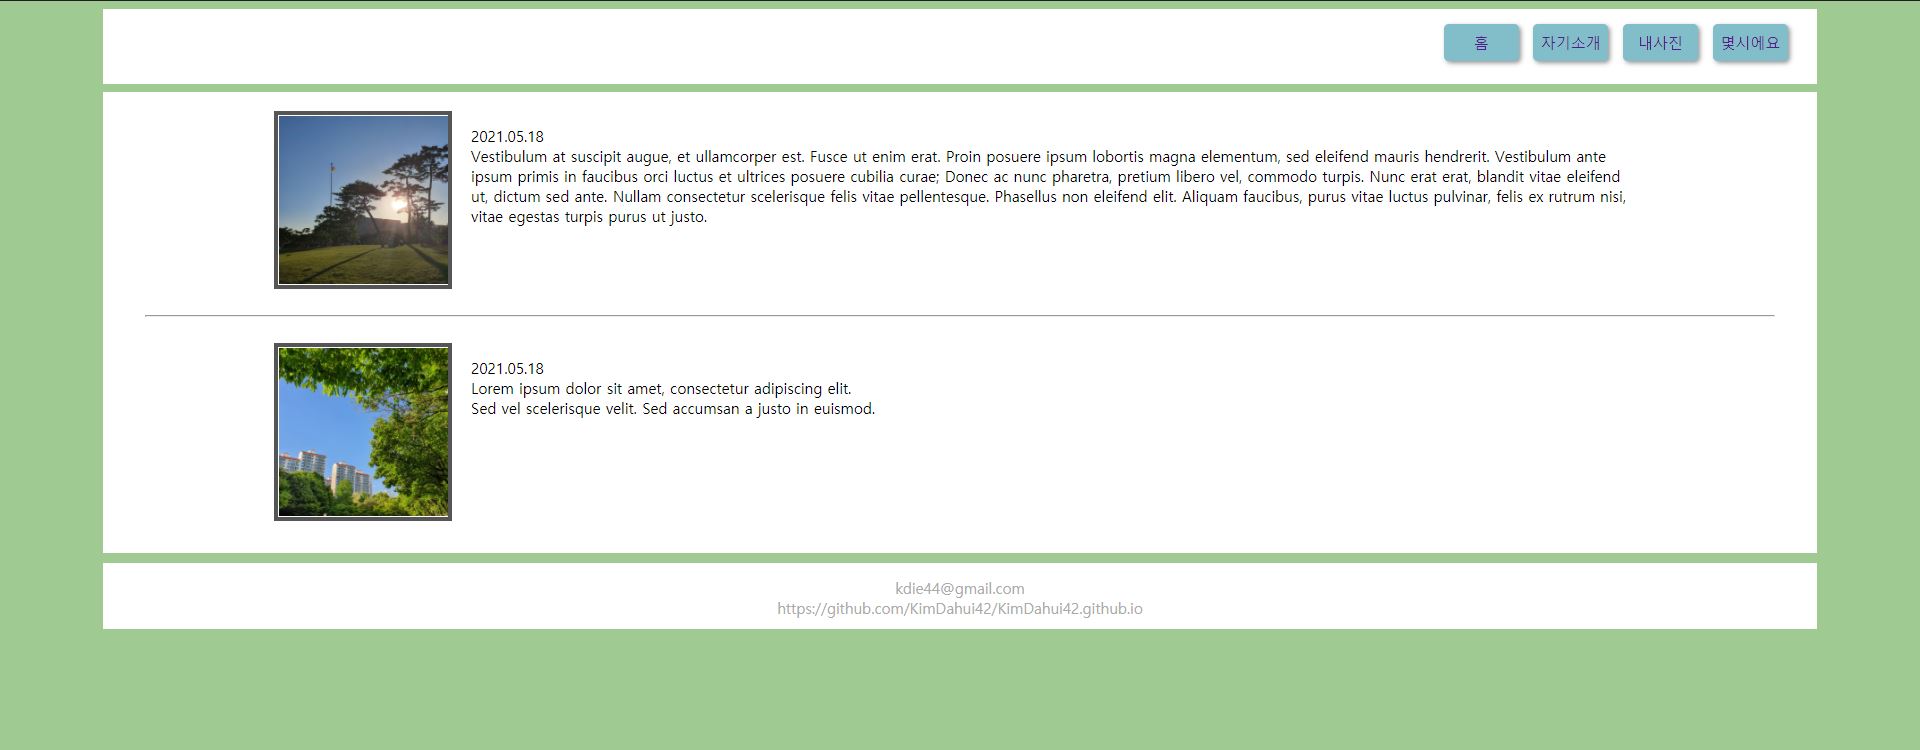 홈
자기소개
내사진
몇시에요
2021.05.18
Vestibulum at suscipit augue, et ullamcorper est. Fusce ut enim erat. Proin posuere ipsum lobortis magna elementum, sed eleifend mauris hendrerit. Vestibulum ante
ipsum primis in faucibus orci luctus et ultrices posuere cubilia curae; Donec ac nunc pharetra, pretium libero vel, commodo turpis. Nunc erat erat, blandit vitae eleifend
ut, dictum sed ante. Nullam consectetur scelerisque felis vitae pellentesque. Phasellus non eleifend elit. Aliquam faucibus, purus vitae luctus pulvinar, felis ex rutrum nisi,
vitae egestas turpis purus ut justo.
2021.05.18
Lorem ipsum dolor sit amet, consectetur adipiscing elit.
Sed vel scelerisque velit. Sed accumsan a justo in euismod.
kdie44@gmail.com
https://github.com/KimDahui42/KimDahui42.github.io